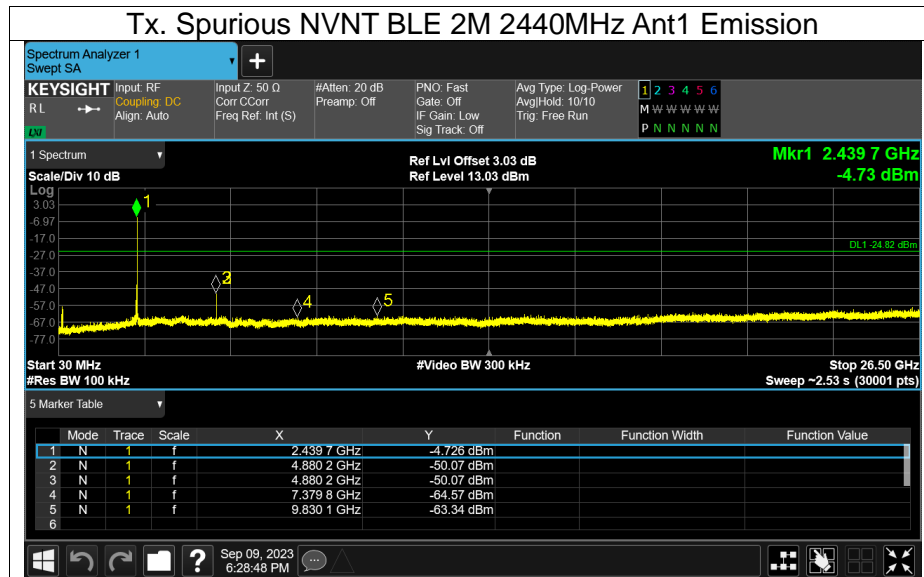 Tx. Spurious NVNT BLE 2M 2440MHz Ant1 Emission
Spectrum Analyzer 1
Swept SA
KEYSIGHT Input: RF Input Z: 50 Ω #Atten: 20 dB PNO: Fast Avg Type: Log-Power 1 2 3 4 5 6
R L Coupling: DC Corr CCorr Preamp: Off Gate: Off Avg|Hold: 10/10 M W W W W W
Align: Auto Freq Ref: Int (S) IF Gain: Low Trig: Free Run
LXI Sig Track: Off P N N N N N
1 Spectrum Ref Lvl Offset 3.03 dB Mkr1 2.439 7 GHz
Scale/Div 10 dB Ref Level 13.03 dBm -4.73 dBm
Log
3.03
-6.97
-17.0
-27.0
-37.0
-47.0
-57.0
-67.0
-77.0
1
DL1 -24.82 dBm
4
5
Start 30 MHz #Video BW 300 kHz Stop 26.50 GHz
#Res BW 100 kHz Sweep ~2.53 s (30001 pts)
5 Marker Table
Mode Trace Scale X Y Function Function Width Function Value
1 N 1 f 2.439 7 GHz -4.726 dBm
2 N 1 f 4.880 2 GHz -50.07 dBm
3 N 1 f 4.880 2 GHz -50.07 dBm
4 N 1 f 7.379 8 GHz -64.57 dBm
5 N 1 f 9.830 1 GHz -63.34 dBm
6
Sep 09, 2023
6:28:48 PM